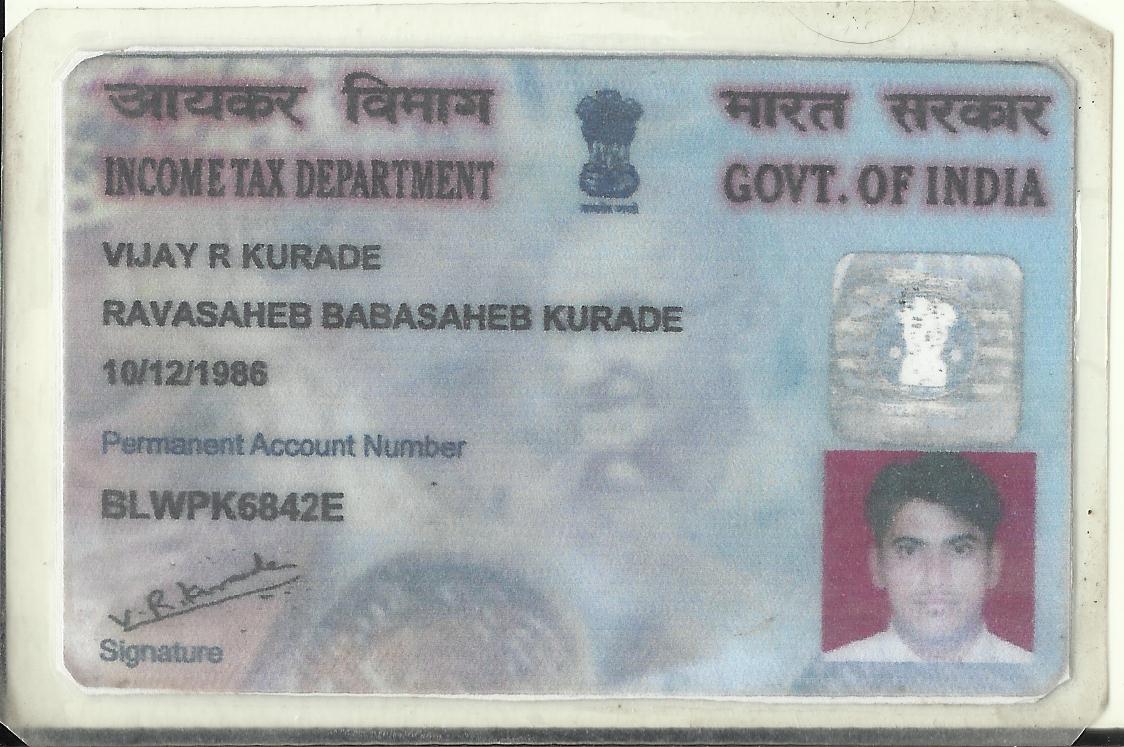 आयकर विभाग
भारत सरकार
INCOME TAX DEPARTMENT
GOVT. OF INDIA
VIJAY R KURADE
RAVASAHEB BABASAHEB KURADE
10/12/1986
Permanent Account Number
BLWPK6842E
V.R.Kurade
Signature